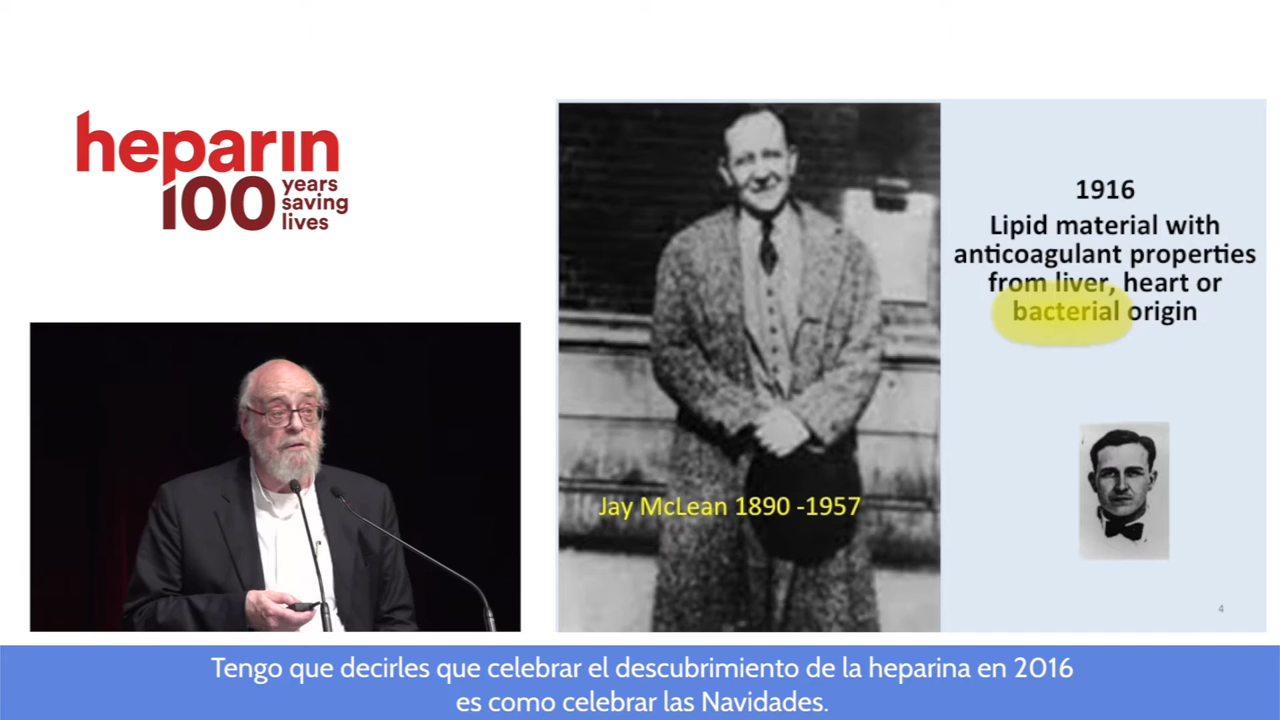 heparin
100 years
saving
lives
1916
Lipid material with
anticoagulant properties
from liver, heart or
bacterial origin
Jay McLean 1890 -1957
4
Tengo que decirles que celebrar el descubrimiento de la heparina en 2016
es como celebrar las Navidades.